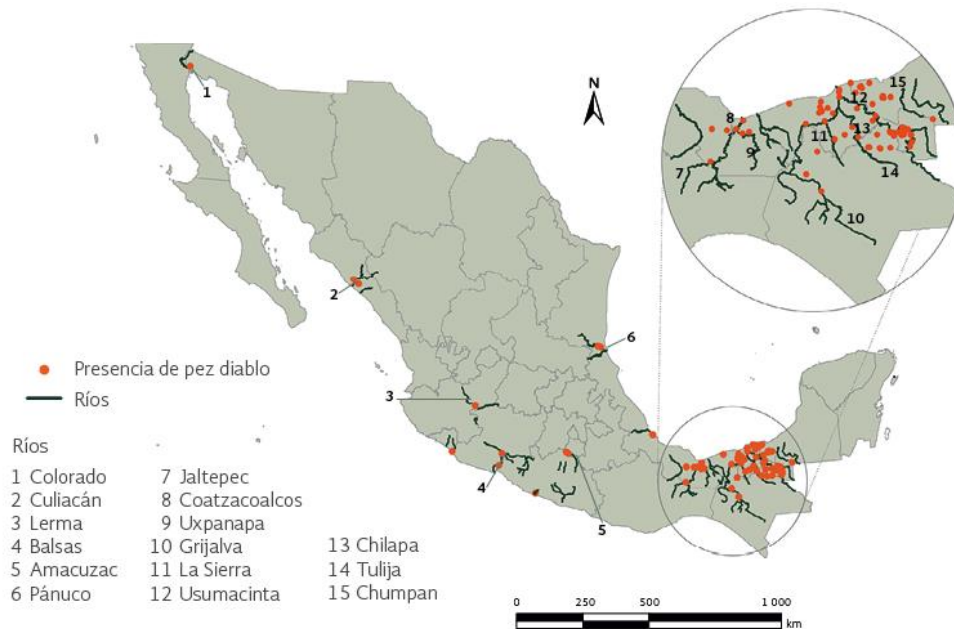 N
1
2
3
4
5
6
7
8
9
10
11
12
13
14
15
Presencia de pez diablo
Ríos
Ríos
1 Colorado
2 Culiacán
3 Lerma
4 Balsas
5 Amacuzac
6 Pánuco
7 Jaltepec
8 Coatzacoalcos
9 Uxpanapa
10 Grijalva
11 La Sierra
12 Usumacinta
13 Chilapa
14 Tulija
15 Chumpan
0 250 500 1 000
km